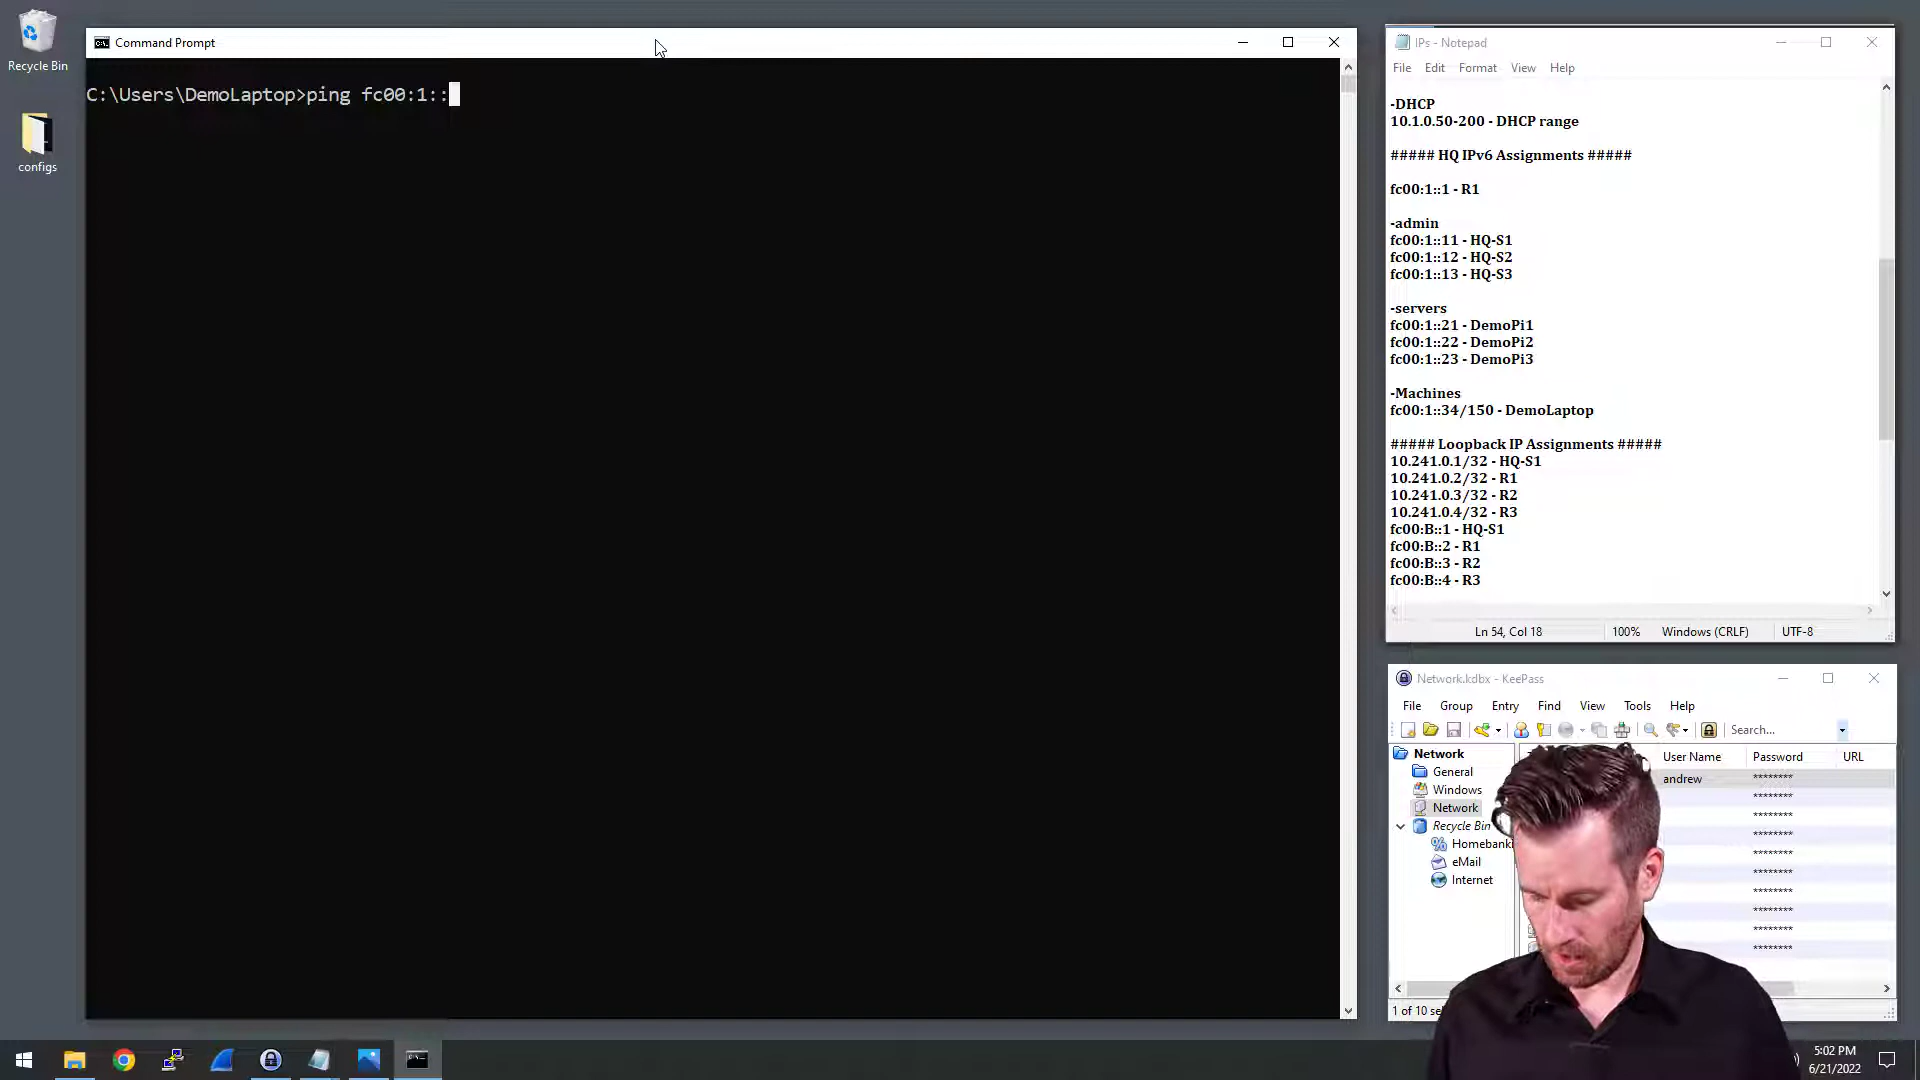 Recycle Bin
configs
Command Prompt
C:\Users\DemoLaptop>ping fc00:1::
IPs - Notepad
File Edit Format View Help
-DHCP
10.1.0.50-200 - DHCP range
##### HQ IPv6 Assignments #####
fc00:1::1 - R1
-admin
fc00:1::11 - HQ-S1
fc00:1::12 - HQ-S2
fc00:1::13 - HQ-S3
-servers
fc00:1::21 - DemoPi1
fc00:1::22 - DemoPi2
fc00:1::23 - DemoPi3
-Machines
fc00:1::34/150 - DemoLaptop
##### Loopback IP Assignments #####
10.241.0.1/32 - HQ-S1
10.241.0.2/32 - R1
10.241.0.3/32 - R2
10.241.0.4/32 - R3
fc00:B::1 - HQ-S1
fc00:B::2 - R1
fc00:B::3 - R2
fc00:B::4 - R3
Ln 54, Col 18 100% Windows (CRLF) UTF-8
Network.kdbx - KeePass
File Group Entry Find View Tools Help
Search...
Network
General
Windows
Network
Recycle Bin
Homebanki
eMail
Internet
User Name Password URL
andrew ********
********
********
********
********
********
********
********
********
********
1 of 10 se
5:02 PM
6/21/2022